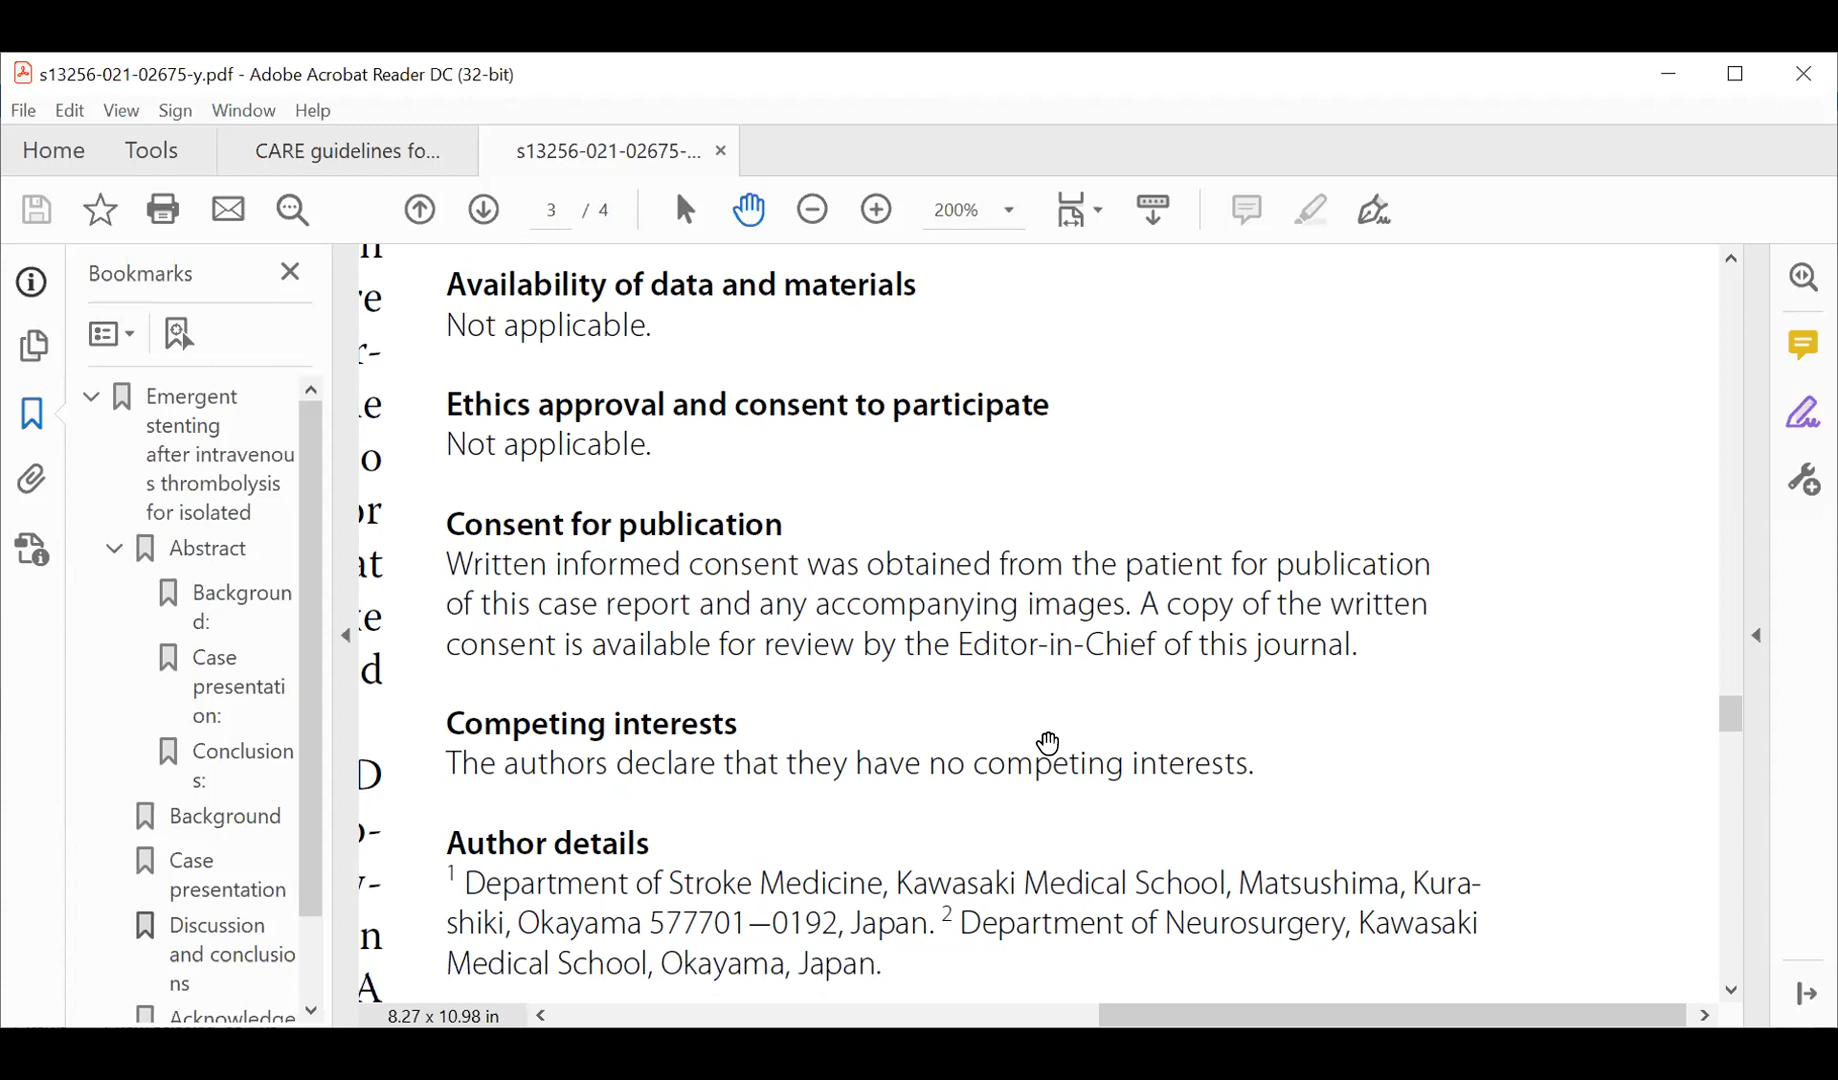 s13256-021-02675-y.pdf - Adobe Acrobat Reader DC (32-bit)
File Edit View Sign Window Help
Home Tools CARE guidelines fo... s13256-021-02675-... ×
3 / 4 200%
Bookmarks
Emergent
stenting
after intravenou
s thrombolysis
for isolated
Abstract
Backgroun
d:
Case
presentati
on:
Conclusion
s:
Background
Case
presentation
Discussion
and conclusio
ns
Acknowledge
re
r-
o
or
at
d
D
n
A
Availability of data and materials
Not applicable.
Ethics approval and consent to participate
Not applicable.
Consent for publication
Written informed consent was obtained from the patient for publication
of this case report and any accompanying images. A copy of the written
consent is available for review by the Editor-in-Chief of this journal.
Competing interests
The authors declare that they have no competing interests.
Author details
1 Department of Stroke Medicine, Kawasaki Medical School, Matsushima, Kura-
shiki, Okayama 577701—0192, Japan. 2 Department of Neurosurgery, Kawasaki
Medical School, Okayama, Japan.
8.27 x 10.98 in